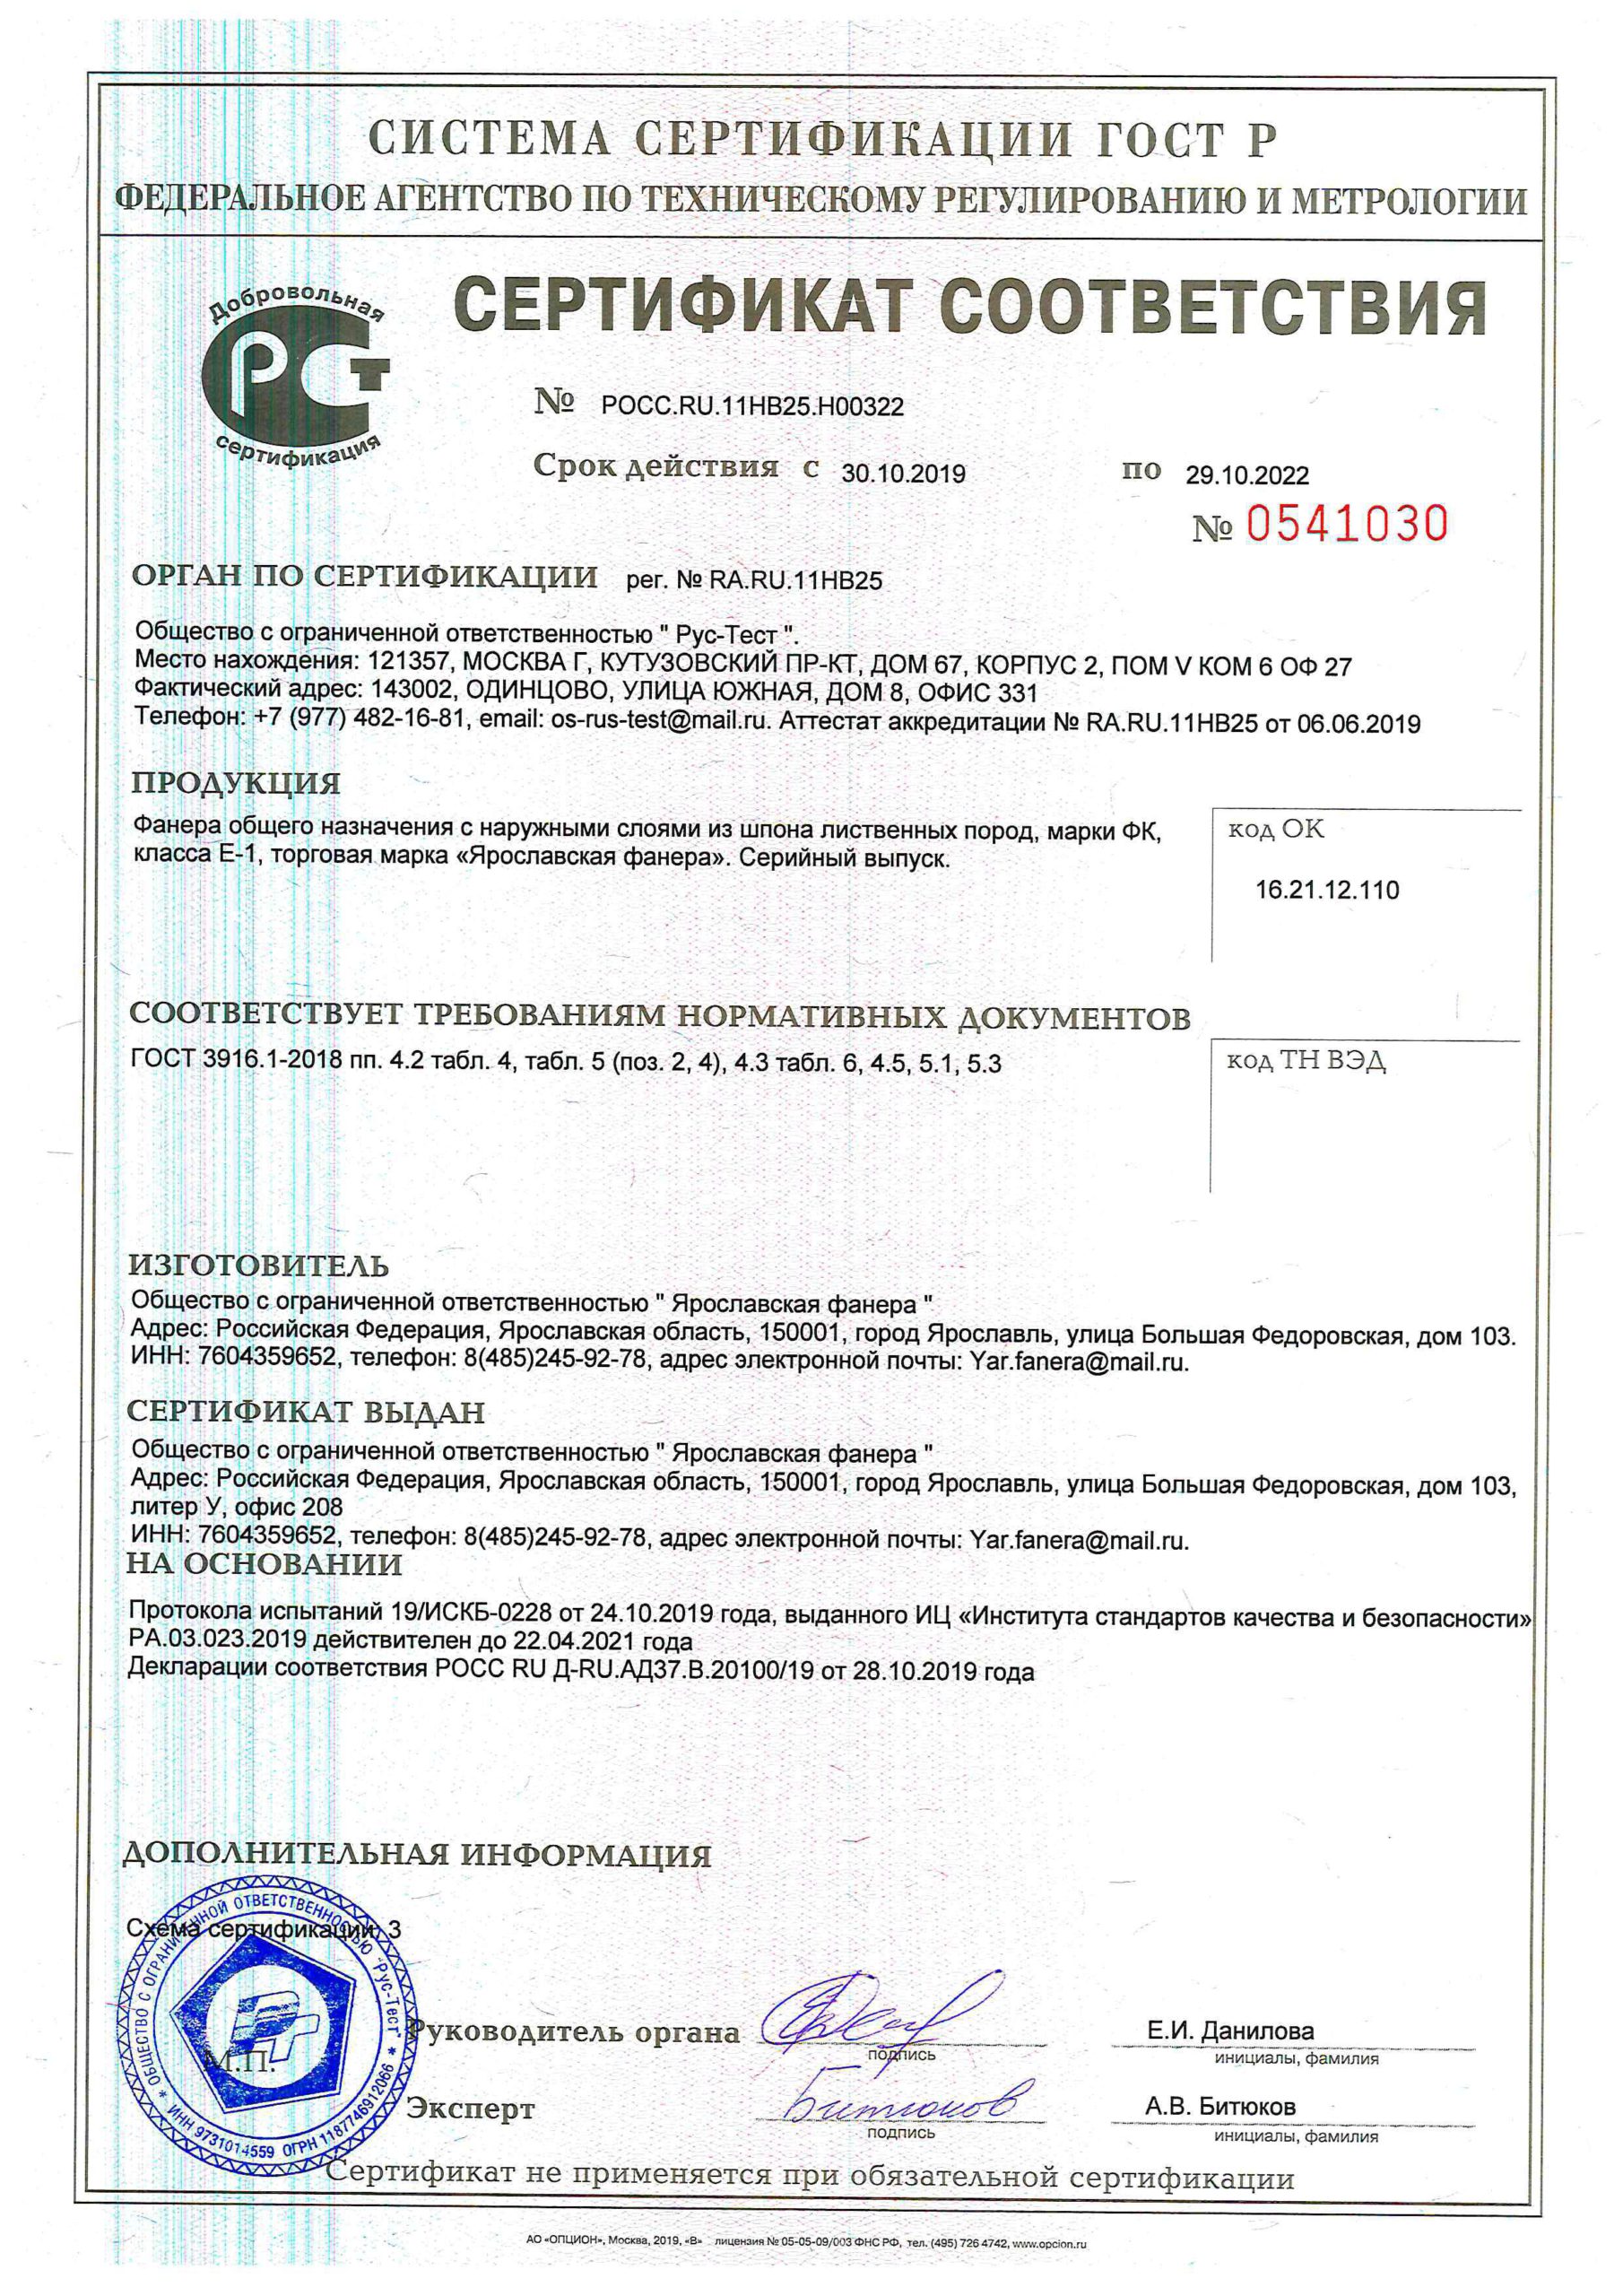 СИСТЕМА СЕРТИФИКАЦИИ ГОСТ Р
ФЕДЕРАЛЬНОЕ АГЕНТСТВО ПО ТЕХНИЧЕСКОМУ РЕГУЛИРОВАНИЮ И МЕТРОЛОГИИ
Добровольная
РСТ
сертификация
СЕРТИФИКАТ СООТВЕТСТВИЯ
№ РОСС.RU.11НВ25.Н00322
Срок действия с 30.10.2019 по 29.10.2022
№ 0541030
ОРГАН ПО СЕРТИФИКАЦИИ рег. № RA.RU.11НВ25
Общество с ограниченной ответственностью " Рус-Тест ".
Место нахождения: 121357, МОСКВА Г, КУТУЗОВСКИЙ ПР-КТ, ДОМ 67, КОРПУС 2, ПОМ V КОМ 6 ОФ 27
Фактический адрес: 143002, ОДИНЦОВО, УЛИЦА ЮЖНАЯ, ДОМ 8, ОФИС 331
Телефон: +7 (977) 482-16-81, email: os-rus-test@mail.ru. Аттестат аккредитации № RA.RU.11НВ25 от 06.06.2019
ПРОДУКЦИЯ
Фанера общего назначения с наружными слоями из шпона лиственных пород, марки ФК,
класса Е-1, торговая марка «Ярославская фанера». Серийный выпуск.
код ОК
16.21.12.110
СООТВЕТСТВУЕТ ТРЕБОВАНИЯМ НОРМАТИВНЫХ ДОКУМЕНТОВ
ГОСТ 3916.1-2018 пп. 4.2 табл. 4, табл. 5 (поз. 2, 4), 4.3 табл. 6, 4.5, 5.1, 5.3
код ТН ВЭД
ИЗГОТОВИТЕЛЬ
Общество с ограниченной ответственностью " Ярославская фанера "
Адрес: Российская Федерация, Ярославская область, 150001, город Ярославль, улица Большая Федоровская, дом 103.
ИНН: 7604359652, телефон: 8(485)245-92-78, адрес электронной почты: Yar.fanera@mail.ru.
СЕРТИФИКАТ ВЫДАН
Общество с ограниченной ответственностью " Ярославская фанера "
Адрес: Российская Федерация, Ярославская область, 150001, город Ярославль, улица Большая Федоровская, дом 103,
литер У, офис 208
ИНН: 7604359652, телефон: 8(485)245-92-78, адрес электронной почты: Yar.fanera@mail.ru.
НА ОСНОВАНИИ
Протокола испытаний 19/ИСКБ-0228 от 24.10.2019 года, выданного ИЦ «Института стандартов качества и безопасности»
РА.03.023.2019 действителен до 22.04.2021 года
Декларации соответствия РОСС RU Д-RU.АД37.В.20100/19 от 28.10.2019 года
ДОПОЛНИТЕЛЬНАЯ ИНФОРМАЦИЯ
Схема сертификации: 3
ОБЩЕСТВО С ОГРАНИЧЕННОЙ ОТВЕТСТВЕННОСТЬЮ "Рус-Тест"
* ИНН 9731014559 ОГРН 1187746912066 *
РТ
М.П.
Руководитель органа
подпись
Е.И. Данилова
инициалы, фамилия
Эксперт
Битюков
подпись
А.В. Битюков
инициалы, фамилия
Сертификат не применяется при обязательной сертификации
АО «ОПЦИОН», Москва, 2019, «В» лицензия № 05-05-09/003 ФНС РФ, тел. (495) 726 4742, www.opcion.ru